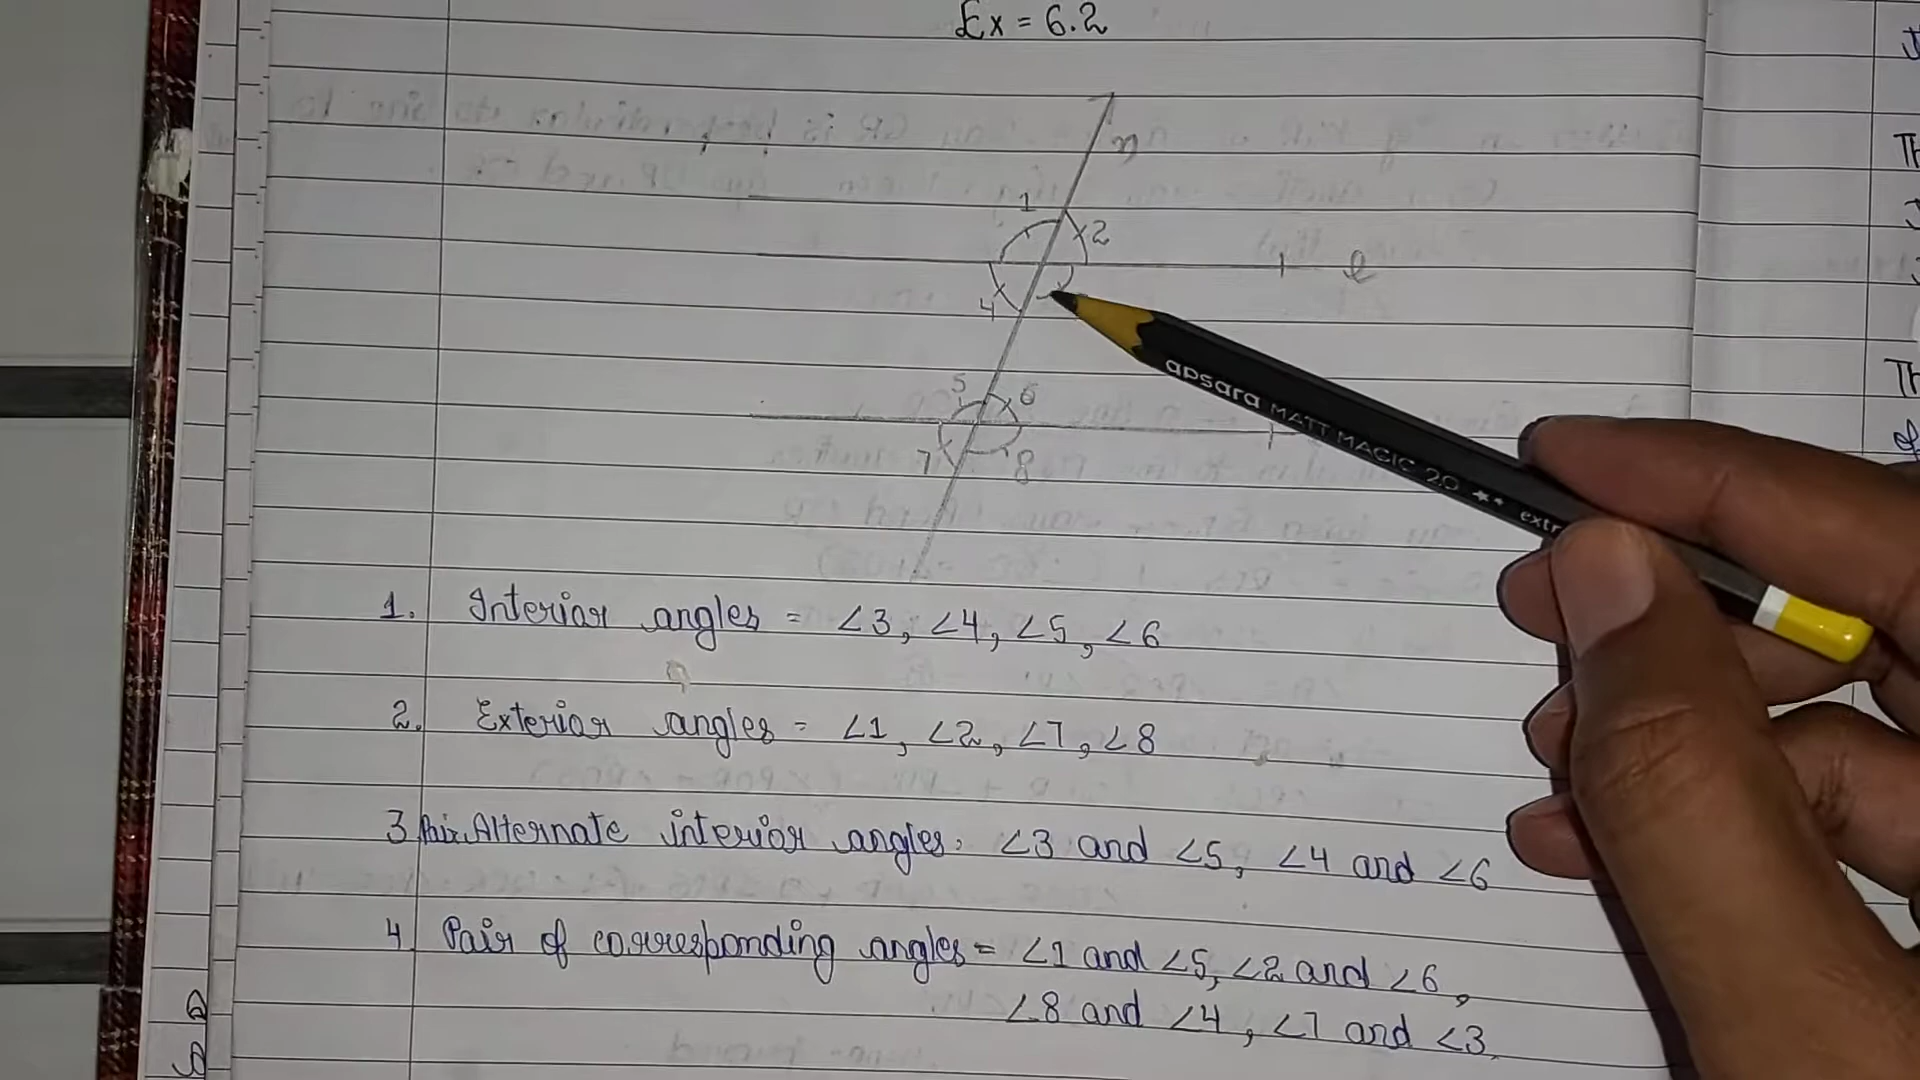 Ex = 6.2
n
1
2
l
4
5
6
7
8
apsara MATT MAGIC 2.0 ★★ extr
1. Interior angles = ∠3, ∠4, ∠5, ∠6
2. Exterior angles = ∠1, ∠2, ∠7, ∠8
3 Pair Alternate interior angles. ∠3 and ∠5, ∠4 and ∠6
4 Pair of corresponding angles = ∠1 and ∠5, ∠2 and ∠6,
∠8 and ∠4, ∠7 and ∠3.